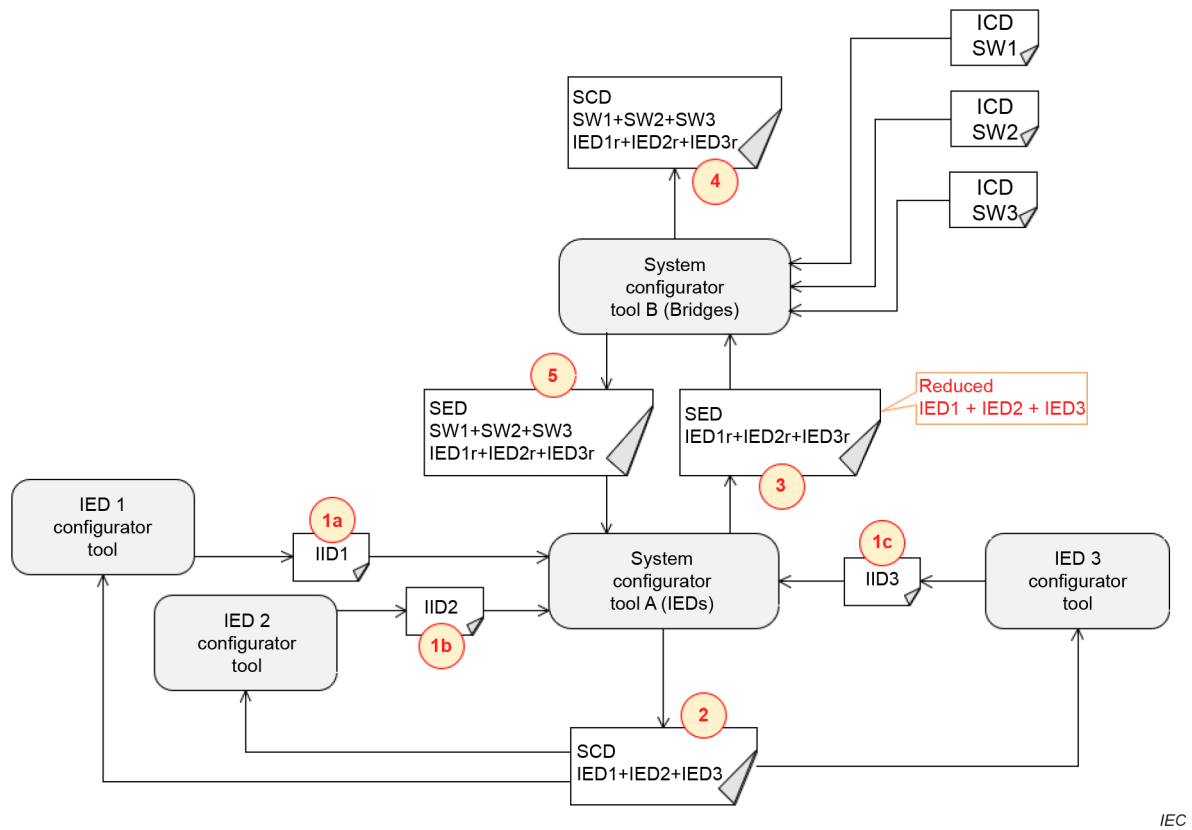 ICD
SW1
SCD
SW1+SW2+SW3
IED1r+IED2r+IED3r
4
ICD
SW2
ICD
SW3
System
configurator
tool B (Bridges)
5
SED
SW1+SW2+SW3
IED1r+IED2r+IED3r
SED
IED1r+IED2r+IED3r
3
Reduced
IED1 + IED2 + IED3
IED 1
configurator
tool
1a
IID1
System
configurator
tool A (IEDs)
1c
IID3
IED 3
configurator
tool
IED 2
configurator
tool
IID2
1b
2
SCD
IED1+IED2+IED3
IEC